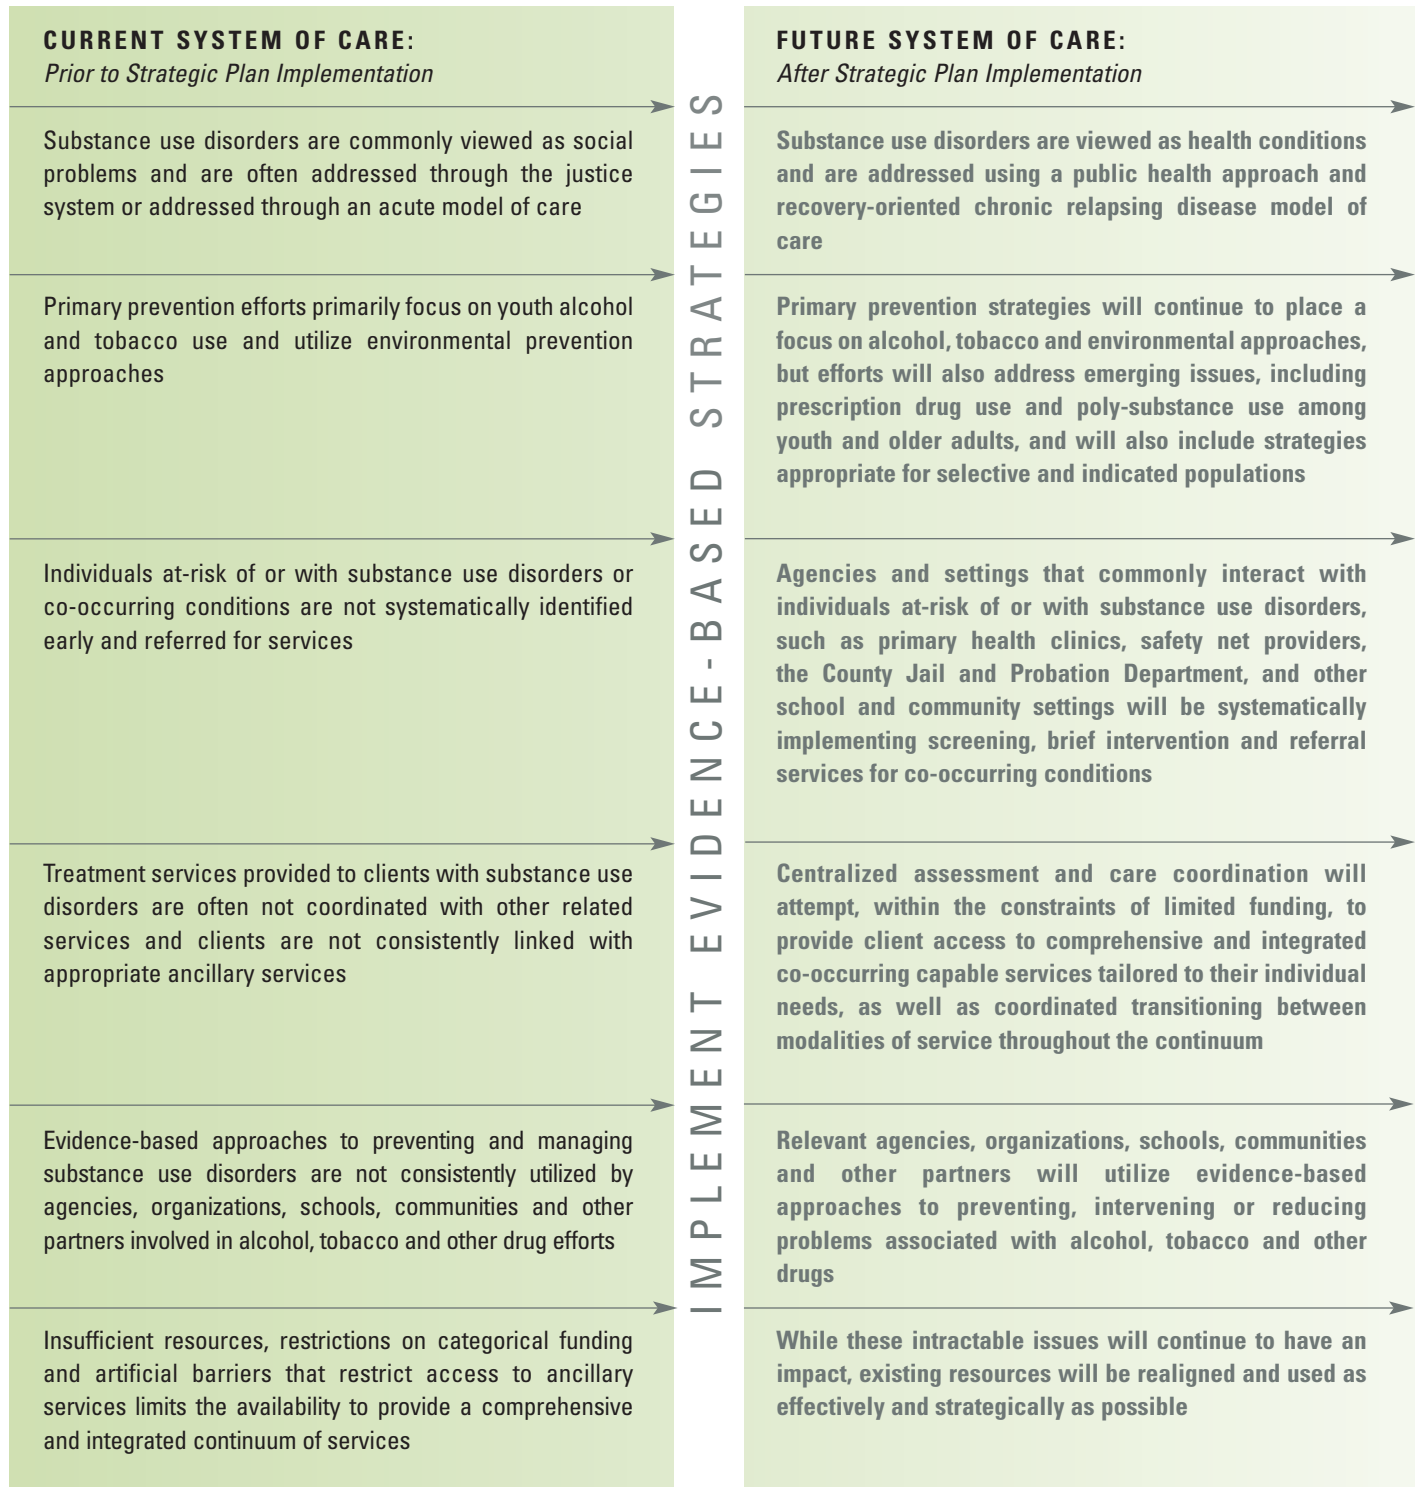 CURRENT SYSTEM OF CARE:
Prior to Strategic Plan Implementation
Substance use disorders are commonly viewed as social
problems and are often addressed through the justice
system or addressed through an acute model of care
Primary prevention efforts primarily focus on youth alcohol
and tobacco use and utilize environmental prevention
approaches
Individuals at-risk of or with substance use disorders or
co-occurring conditions are not systematically identified
early and referred for services
Treatment services provided to clients with substance use
disorders are often not coordinated with other related
services and clients are not consistently linked with
appropriate ancillary services
Evidence-based approaches to preventing and managing
substance use disorders are not consistently utilized by
agencies, organizations, schools, communities and other
partners involved in alcohol, tobacco and other drug efforts
Insufficient resources, restrictions on categorical funding
and artificial barriers that restrict access to ancillary
services limits the availability to provide a comprehensive
and integrated continuum of services
IMPLEMENT EVIDENCE-BASED STRATEGIES
FUTURE SYSTEM OF CARE:
After Strategic Plan Implementation
Substance use disorders are viewed as health conditions
and are addressed using a public health approach and
recovery-oriented chronic relapsing disease model of
care
Primary prevention strategies will continue to place a
focus on alcohol, tobacco and environmental approaches,
but efforts will also address emerging issues, including
prescription drug use and poly-substance use among
youth and older adults, and will also include strategies
appropriate for selective and indicated populations
Agencies and settings that commonly interact with
individuals at-risk of or with substance use disorders,
such as primary health clinics, safety net providers,
the County Jail and Probation Department, and other
school and community settings will be systematically
implementing screening, brief intervention and referral
services for co-occurring conditions
Centralized assessment and care coordination will
attempt, within the constraints of limited funding, to
provide client access to comprehensive and integrated
co-occurring capable services tailored to their individual
needs, as well as coordinated transitioning between
modalities of service throughout the continuum
Relevant agencies, organizations, schools, communities
and other partners will utilize evidence-based
approaches to preventing, intervening or reducing
problems associated with alcohol, tobacco and other
drugs
While these intractable issues will continue to have an
impact, existing resources will be realigned and used as
effectively and strategically as possible